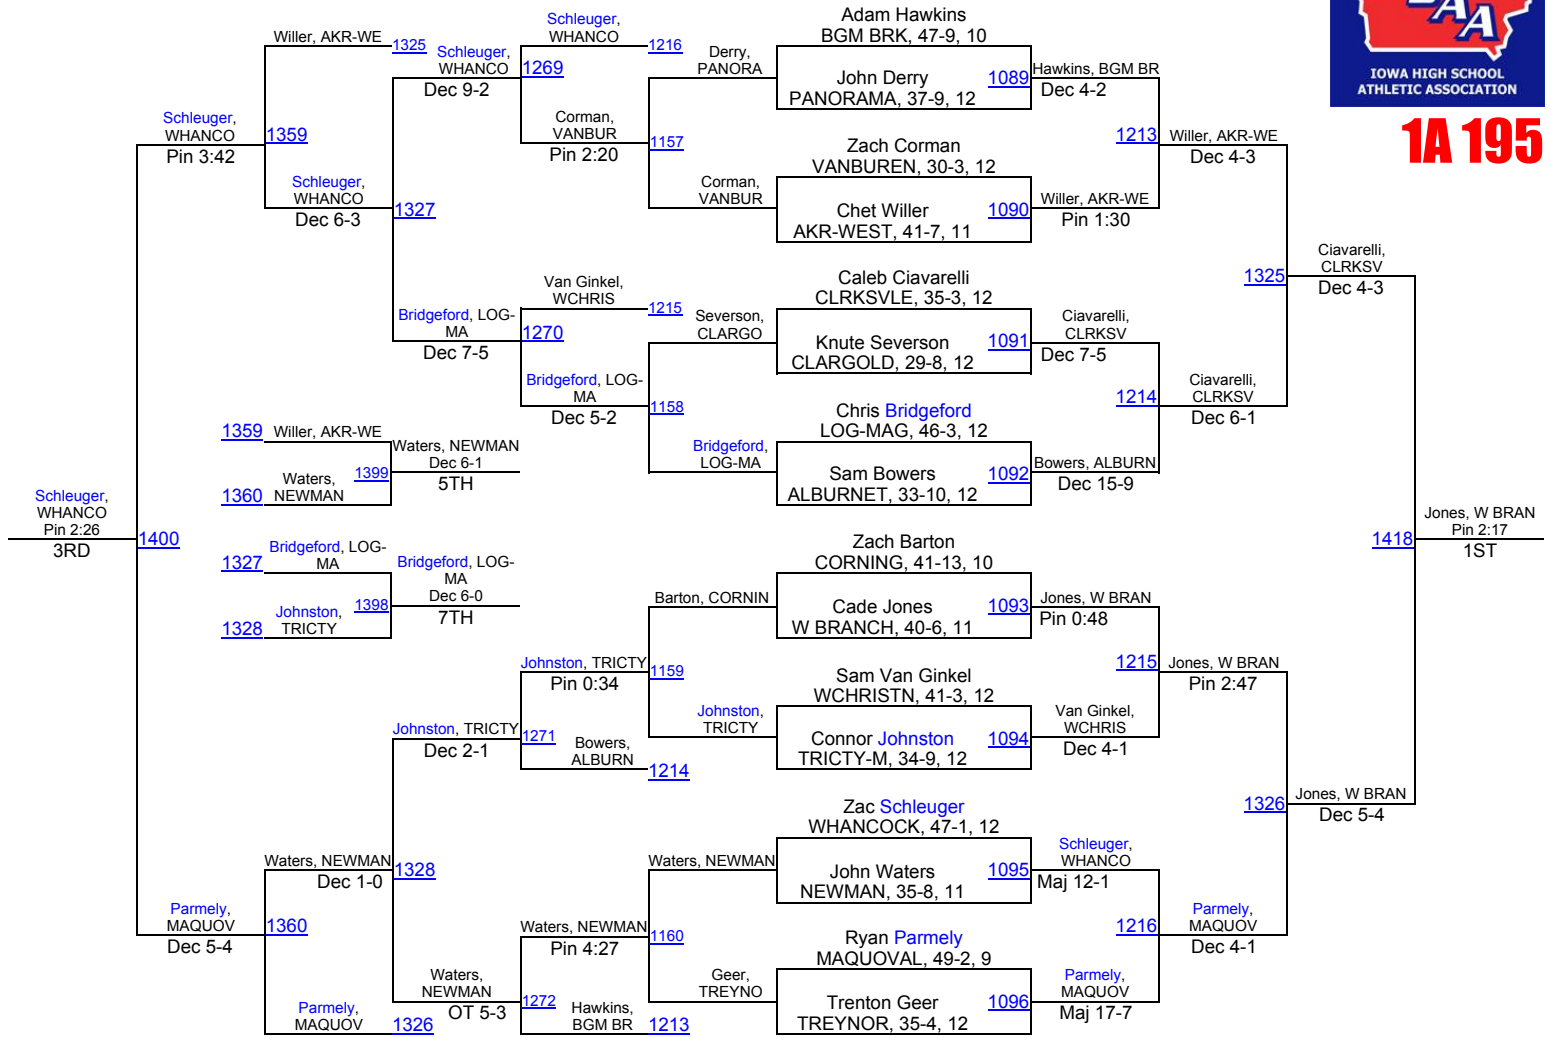 IOWA HIGH SCHOOL
ATHLETIC ASSOCIATION
1A 195
Willer, AKR-WE
1325
Schleuger,
WHANCO
Dec 9-2
Schleuger,
WHANCO
1216
1269
Corman,
VANBUR
Pin 2:20
Derry,
PANORA
1157
Corman,
VANBUR
Schleuger,
WHANCO
Pin 3:42
1359
Schleuger,
WHANCO
Dec 6-3
1327
Van Ginkel,
WCHRIS
1215
Bridgeford, LOG-
MA
Dec 7-5
1270
Bridgeford, LOG-
MA
Dec 5-2
Severson,
CLARGO
1158
Bridgeford,
LOG-MA
1359 Willer, AKR-WE
Waters, NEWMAN
Dec 6-1
5TH
1399
1360
Waters,
NEWMAN
Schleuger,
WHANCO
Pin 2:26
3RD
1400
1327
Bridgeford, LOG-
MA
Bridgeford, LOG-
MA
Dec 6-0
7TH
1398
1328
Johnston,
TRICTY
Barton, CORNIN
Johnston, TRICTY
Pin 0:34
1159
Johnston,
TRICTY
Johnston, TRICTY
Dec 2-1
1271
Bowers,
ALBURN
1214
Waters, NEWMAN
Dec 1-0
1328
Parmely,
MAQUOV
Dec 5-4
1360
Parmely,
MAQUOV
1326
Waters,
NEWMAN
OT 5-3
1272
Waters, NEWMAN
Pin 4:27
Hawkins,
BGM BR
1213
Waters, NEWMAN
1160
Geer,
TREYNO
Adam Hawkins
BGM BRK, 47-9, 10
John Derry
PANORAMA, 37-9, 12
1089
Hawkins, BGM BR
Dec 4-2
Zach Corman
VANBUREN, 30-3, 12
Chet Willer
AKR-WEST, 41-7, 11
1090
Willer, AKR-WE
Pin 1:30
1213
Willer, AKR-WE
Dec 4-3
Caleb Ciavarelli
CLRKSVLE, 35-3, 12
Knute Severson
CLARGOLD, 29-8, 12
1091
Ciavarelli,
CLRKSV
Dec 7-5
Chris Bridgeford
LOG-MAG, 46-3, 12
Sam Bowers
ALBURNET, 33-10, 12
1092
Bowers, ALBURN
Dec 15-9
1214
Ciavarelli,
CLRKSV
Dec 6-1
1325
Ciavarelli,
CLRKSV
Dec 4-3
Zach Barton
CORNING, 41-13, 10
Cade Jones
W BRANCH, 40-6, 11
1093
Jones, W BRAN
Pin 0:48
Sam Van Ginkel
WCHRISTN, 41-3, 12
Connor Johnston
TRICTY-M, 34-9, 12
1094
Van Ginkel,
WCHRIS
Dec 4-1
1215
Jones, W BRAN
Pin 2:47
Zac Schleuger
WHANCOCK, 47-1, 12
John Waters
NEWMAN, 35-8, 11
1095
Schleuger,
WHANCO
Maj 12-1
Ryan Parmely
MAQUOVAL, 49-2, 9
Trenton Geer
TREYNOR, 35-4, 12
1096
Parmely,
MAQUOV
Maj 17-7
1216
Parmely,
MAQUOV
Dec 4-1
1326
Jones, W BRAN
Dec 5-4
1418
Jones, W BRAN
Pin 2:17
1ST